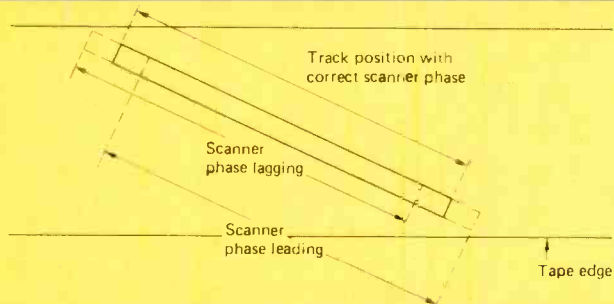 Track position with
correct scanner phase
Scanner
phase lagging
Scanner
phase leading
Tape edge